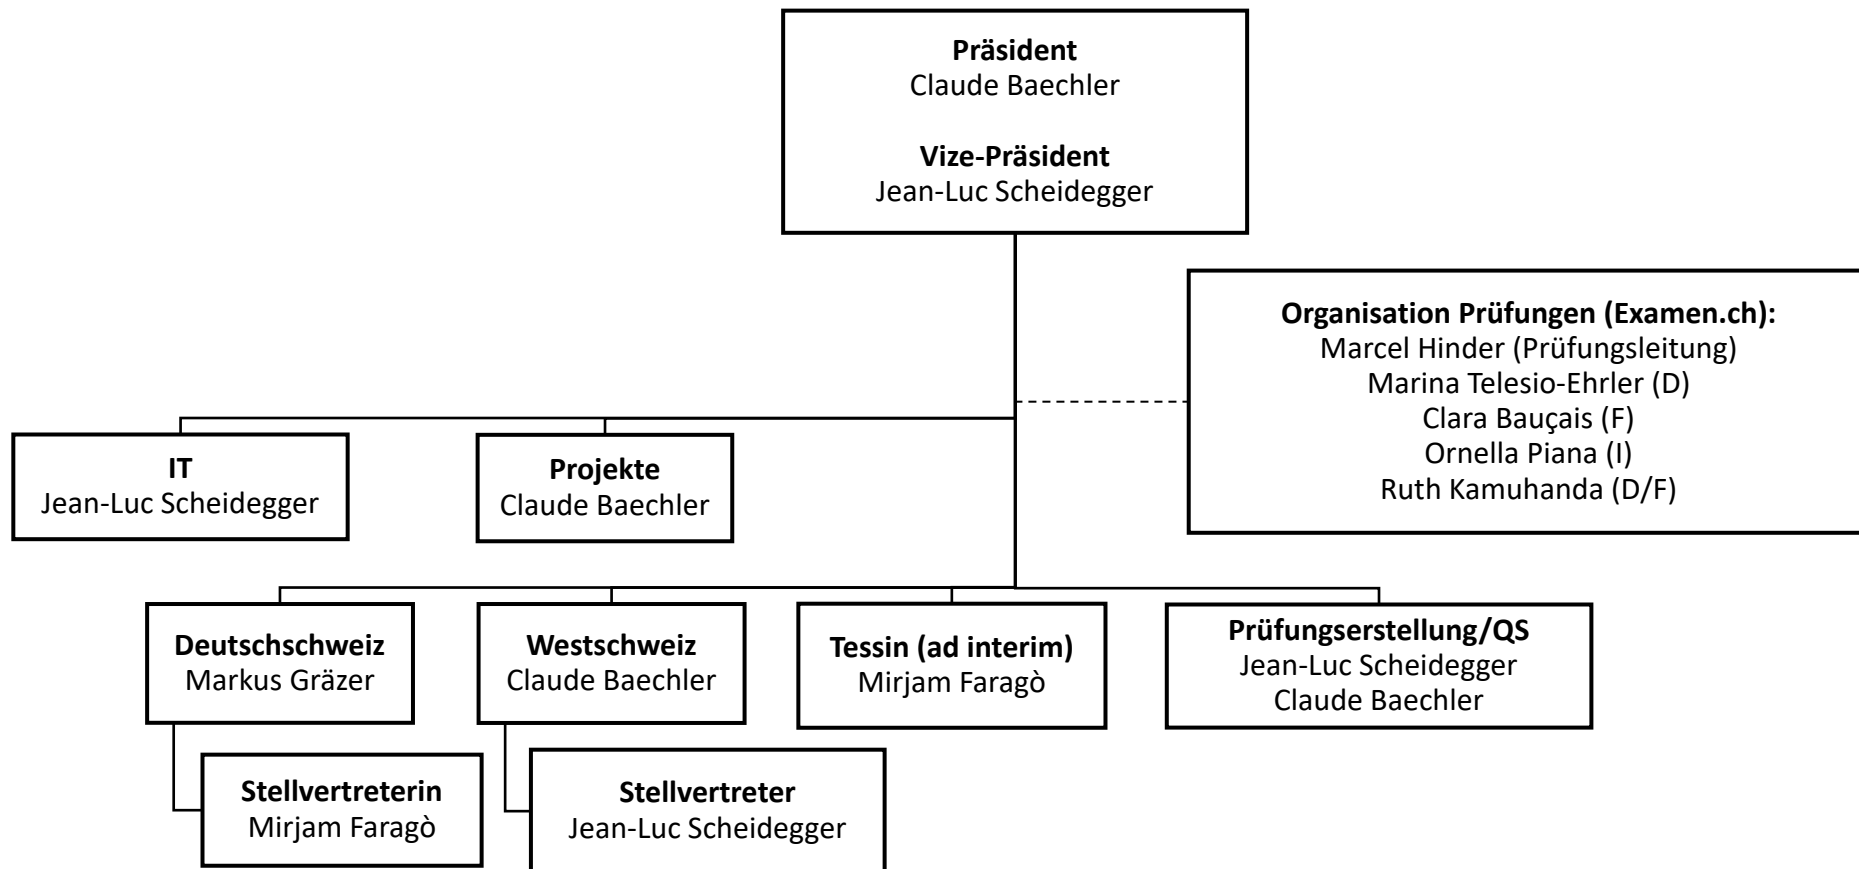 Präsident
Claude Baechler
Vize-Präsident
Jean-Luc Scheidegger
Organisation Prüfungen (Examen.ch):
Marcel Hinder (Prüfungsleitung)
Marina Telesio-Ehrler (D)
Clara Bauçais (F)
Ornella Piana (I)
Ruth Kamuhanda (D/F)
IT
Jean-Luc Scheidegger
Projekte
Claude Baechler
Deutschschweiz
Markus Gräzer
Westschweiz
Claude Baechler
Tessin (ad interim)
Mirjam Faragò
Prüfungserstellung/QS
Jean-Luc Scheidegger
Claude Baechler
Stellvertreterin
Mirjam Faragò
Stellvertreter
Jean-Luc Scheidegger